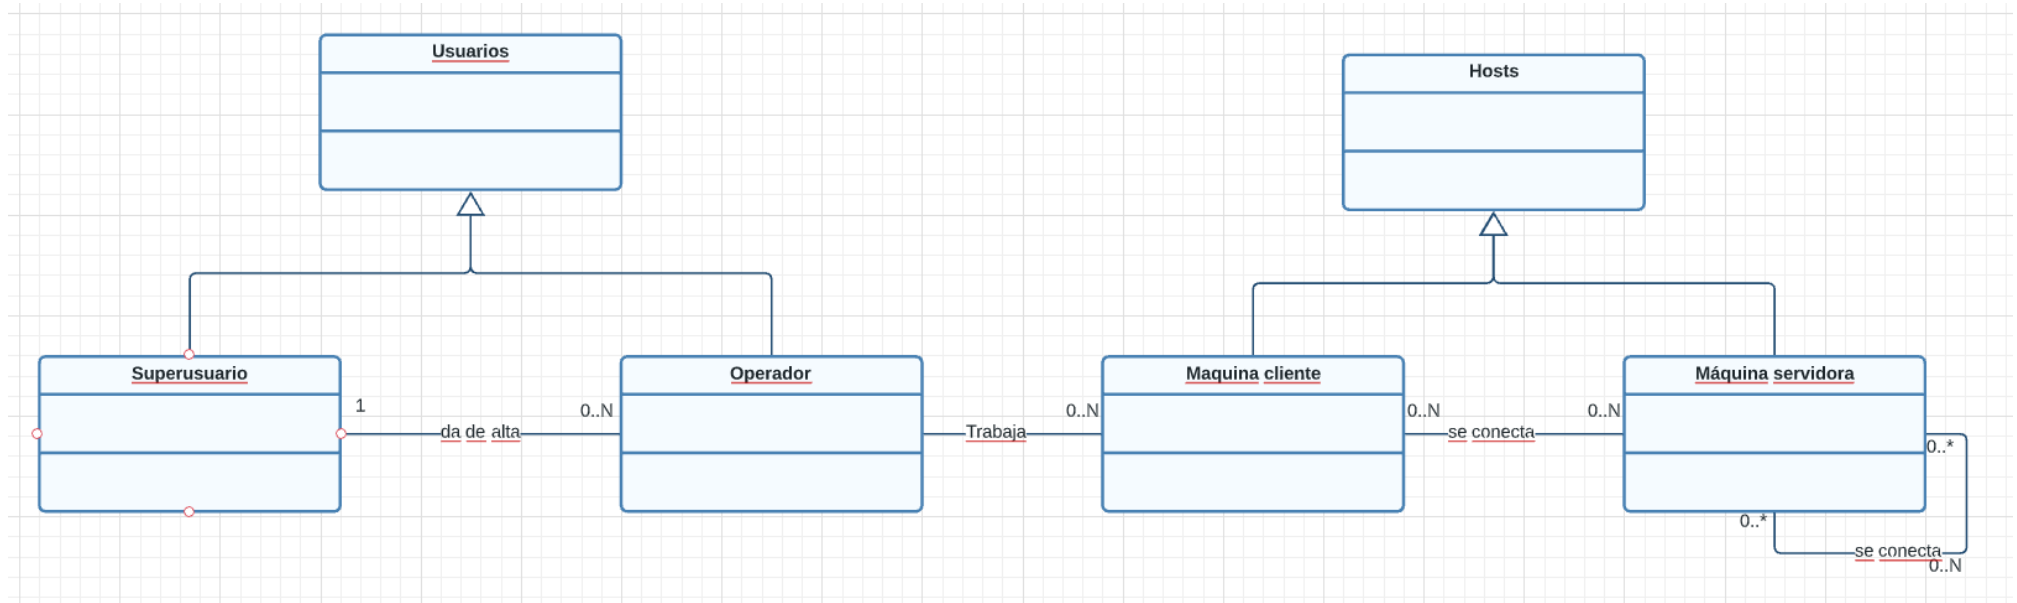 Usuarios
Hosts
Superusuario
Operador
Maquina cliente
Máquina servidora
1
0..N
0..N
0..N
0..N
da de alta
Trabaja
se conecta
0..*
0..*
se conecta
0..N